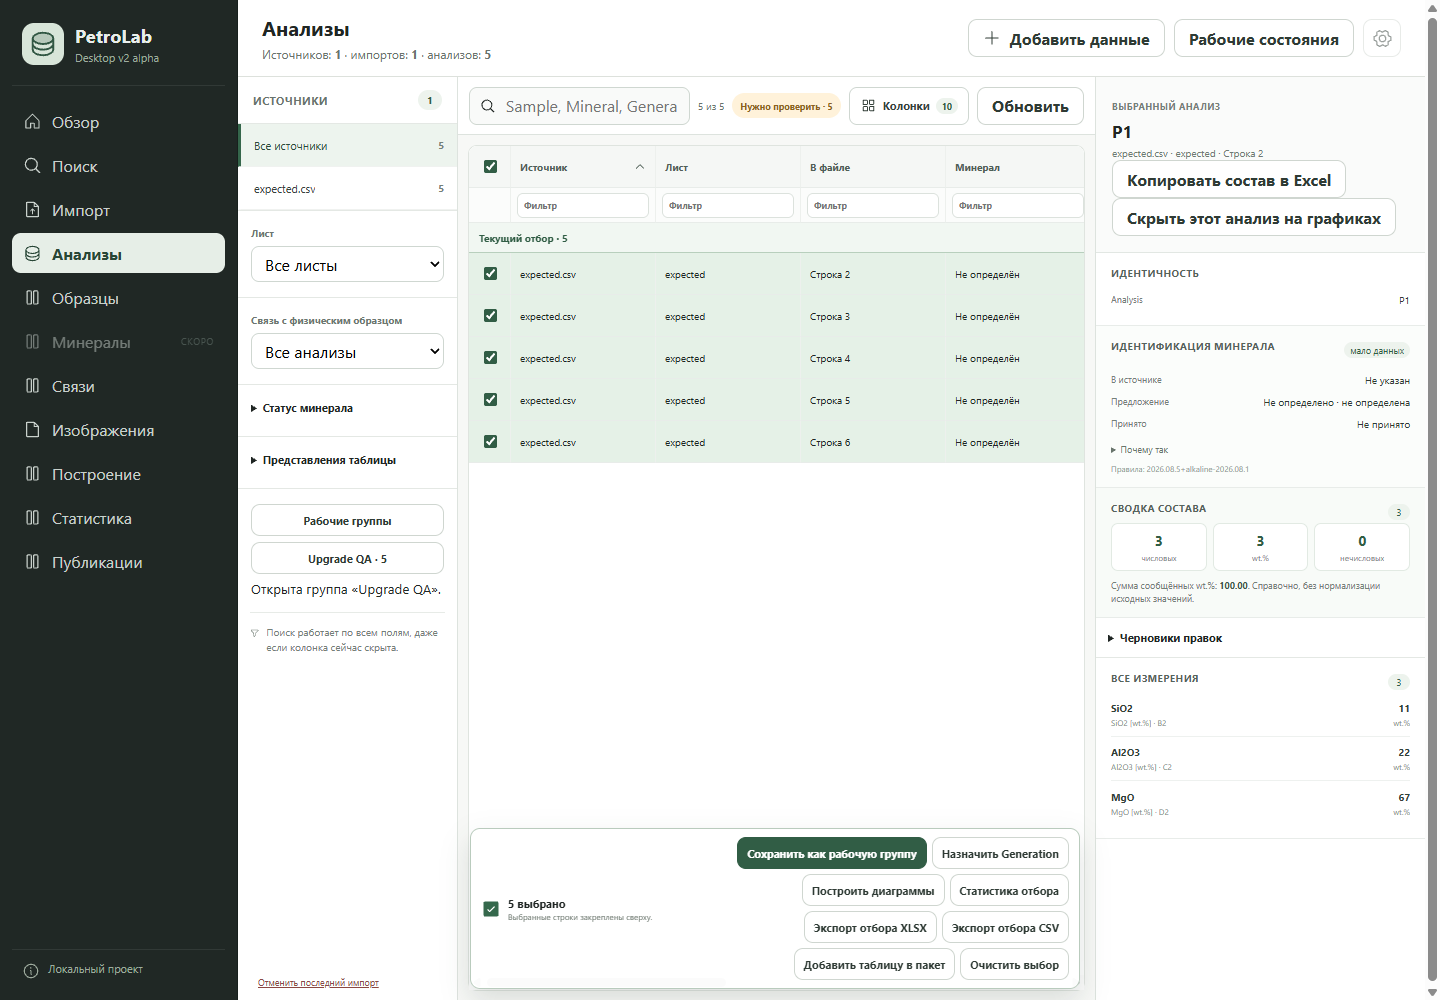 PetroLab
Desktop v2 alpha
Обзор
Поиск
Импорт
Анализы
Образцы
Минералы СКОРО
Связи
Изображения
Построение
Статистика
Публикации
Локальный проект
Анализы
Источников: 1 · импортов: 1 · анализов: 5
Добавить данные
Рабочие состояния
ИСТОЧНИКИ 1
Все источники 5
expected.csv 5
Лист
Все листы
Связь с физическим образцом
Все анализы
Статус минерала
Представления таблицы
Рабочие группы
Upgrade QA · 5
Открыта группа «Upgrade QA».
Поиск работает по всем полям, даже
если колонка сейчас скрыта.
Отменить последний импорт
Sample, Mineral, Genera
5 из 5
Нужно проверить · 5
Колонки 10
Обновить
Источник Лист В файле Минерал
Фильтр Фильтр Фильтр Фильтр
Текущий отбор · 5
expected.csv expected Строка 2 Не определён
expected.csv expected Строка 3 Не определён
expected.csv expected Строка 4 Не определён
expected.csv expected Строка 5 Не определён
expected.csv expected Строка 6 Не определён
5 выбрано
Выбранные строки закреплены сверху.
Сохранить как рабочую группу Назначить Generation
Построить диаграммы Статистика отбора
Экспорт отбора XLSX Экспорт отбора CSV
Добавить таблицу в пакет Очистить выбор
ВЫБРАННЫЙ АНАЛИЗ
P1
expected.csv · expected · Строка 2
Копировать состав в Excel
Скрыть этот анализ на графиках
ИДЕНТИЧНОСТЬ
Analysis P1
ИДЕНТИФИКАЦИЯ МИНЕРАЛА мало данных
В источнике Не указан
Предложение Не определено · не определена
Принято Не принято
Почему так
Правила: 2026.08.5+alkaline-2026.08.1
СВОДКА СОСТАВА 3
3 3 0
числовых wt.% нечисловых
Сумма сообщённых wt.%: 100.00. Справочно, без нормализации
исходных значений.
Черновики правок
ВСЕ ИЗМЕРЕНИЯ 3
SiO2 11
SiO2 [wt.%] · B2 wt.%
Al2O3 22
Al2O3 [wt.%] · C2 wt.%
MgO 67
MgO [wt.%] · D2 wt.%